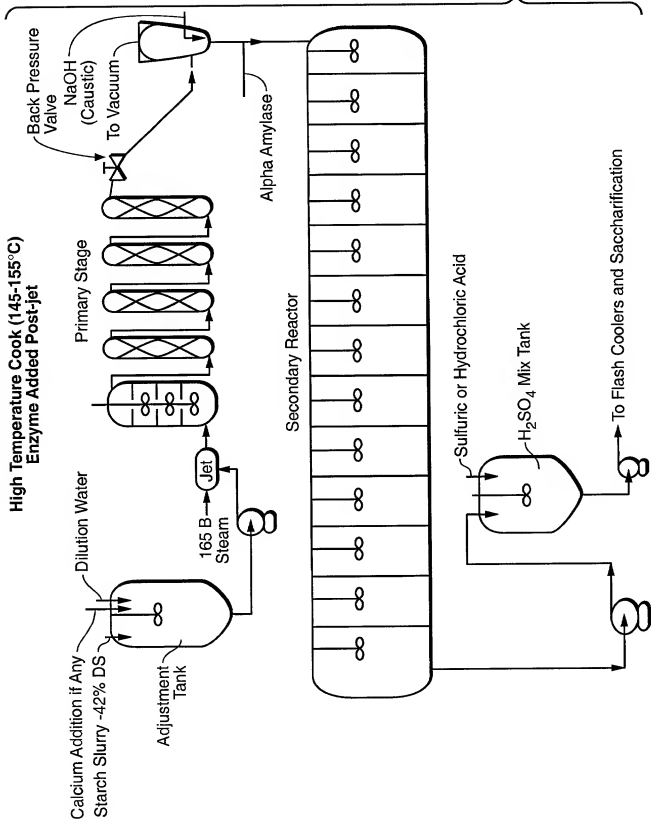 High Temperature Cook (145-155°C)
Enzyme Added Post-jet
Calcium Addition if Any
Starch Slurry -42% DS
Dilution Water
Adjustment
Tank
165 B
Steam
Jet
Primary Stage
Back Pressure
Valve
NaOH
(Caustic)
To Vacuum
Alpha Amylase
Secondary Reactor
Sulfuric or Hydrochloric Acid
H₂SO₄ Mix Tank
To Flash Coolers and Saccharification